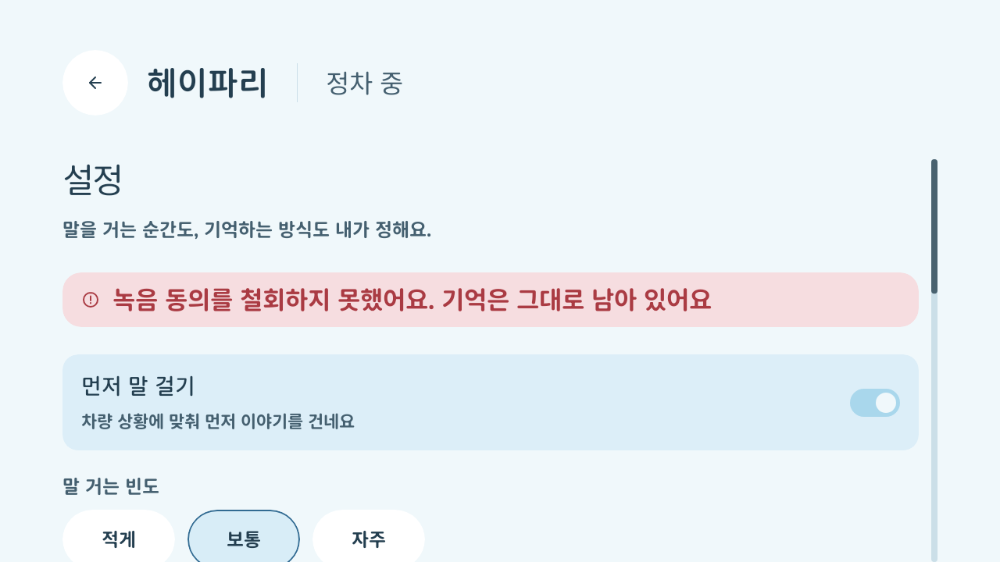 헤이파리
정차 중
설정
말을 거는 순간도, 기억하는 방식도 내가 정해요.
녹음 동의를 철회하지 못했어요. 기억은 그대로 남아 있어요
먼저 말 걸기
차량 상황에 맞춰 먼저 이야기를 건네요
말 거는 빈도
적게
보통
자주